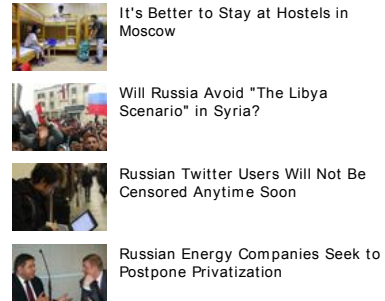 It's Better to Stay at Hostels in
Moscow
Will Russia Avoid "The Libya
Scenario" in Syria?
Russian Twitter Users Will Not Be
Censored Anytime Soon
Russian Energy Companies Seek to
Postpone Privatization